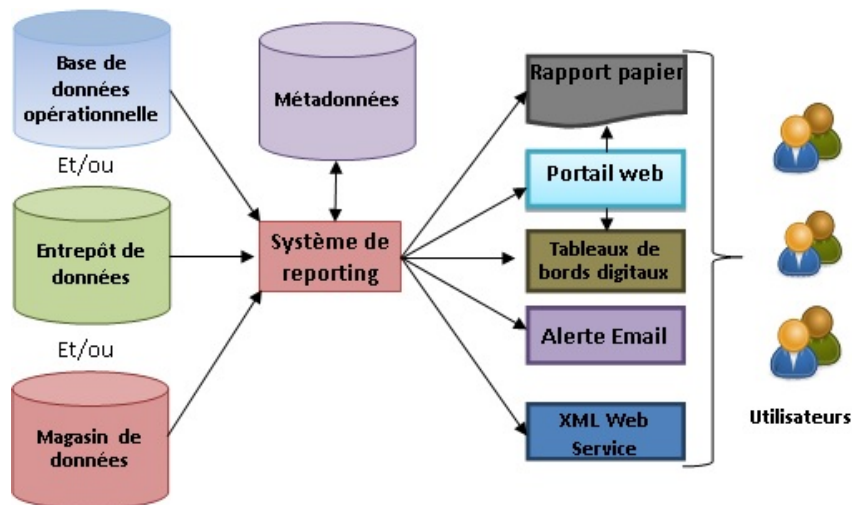 Base de
données
opérationnelle
Et/ou
Entrepôt de
données
Et/ou
Magasin de
données
Métadonnées
Système de
reporting
Rapport papier
Portail web
Tableaux de
bords digitaux
Alerte Email
XML Web
Service
Utilisateurs